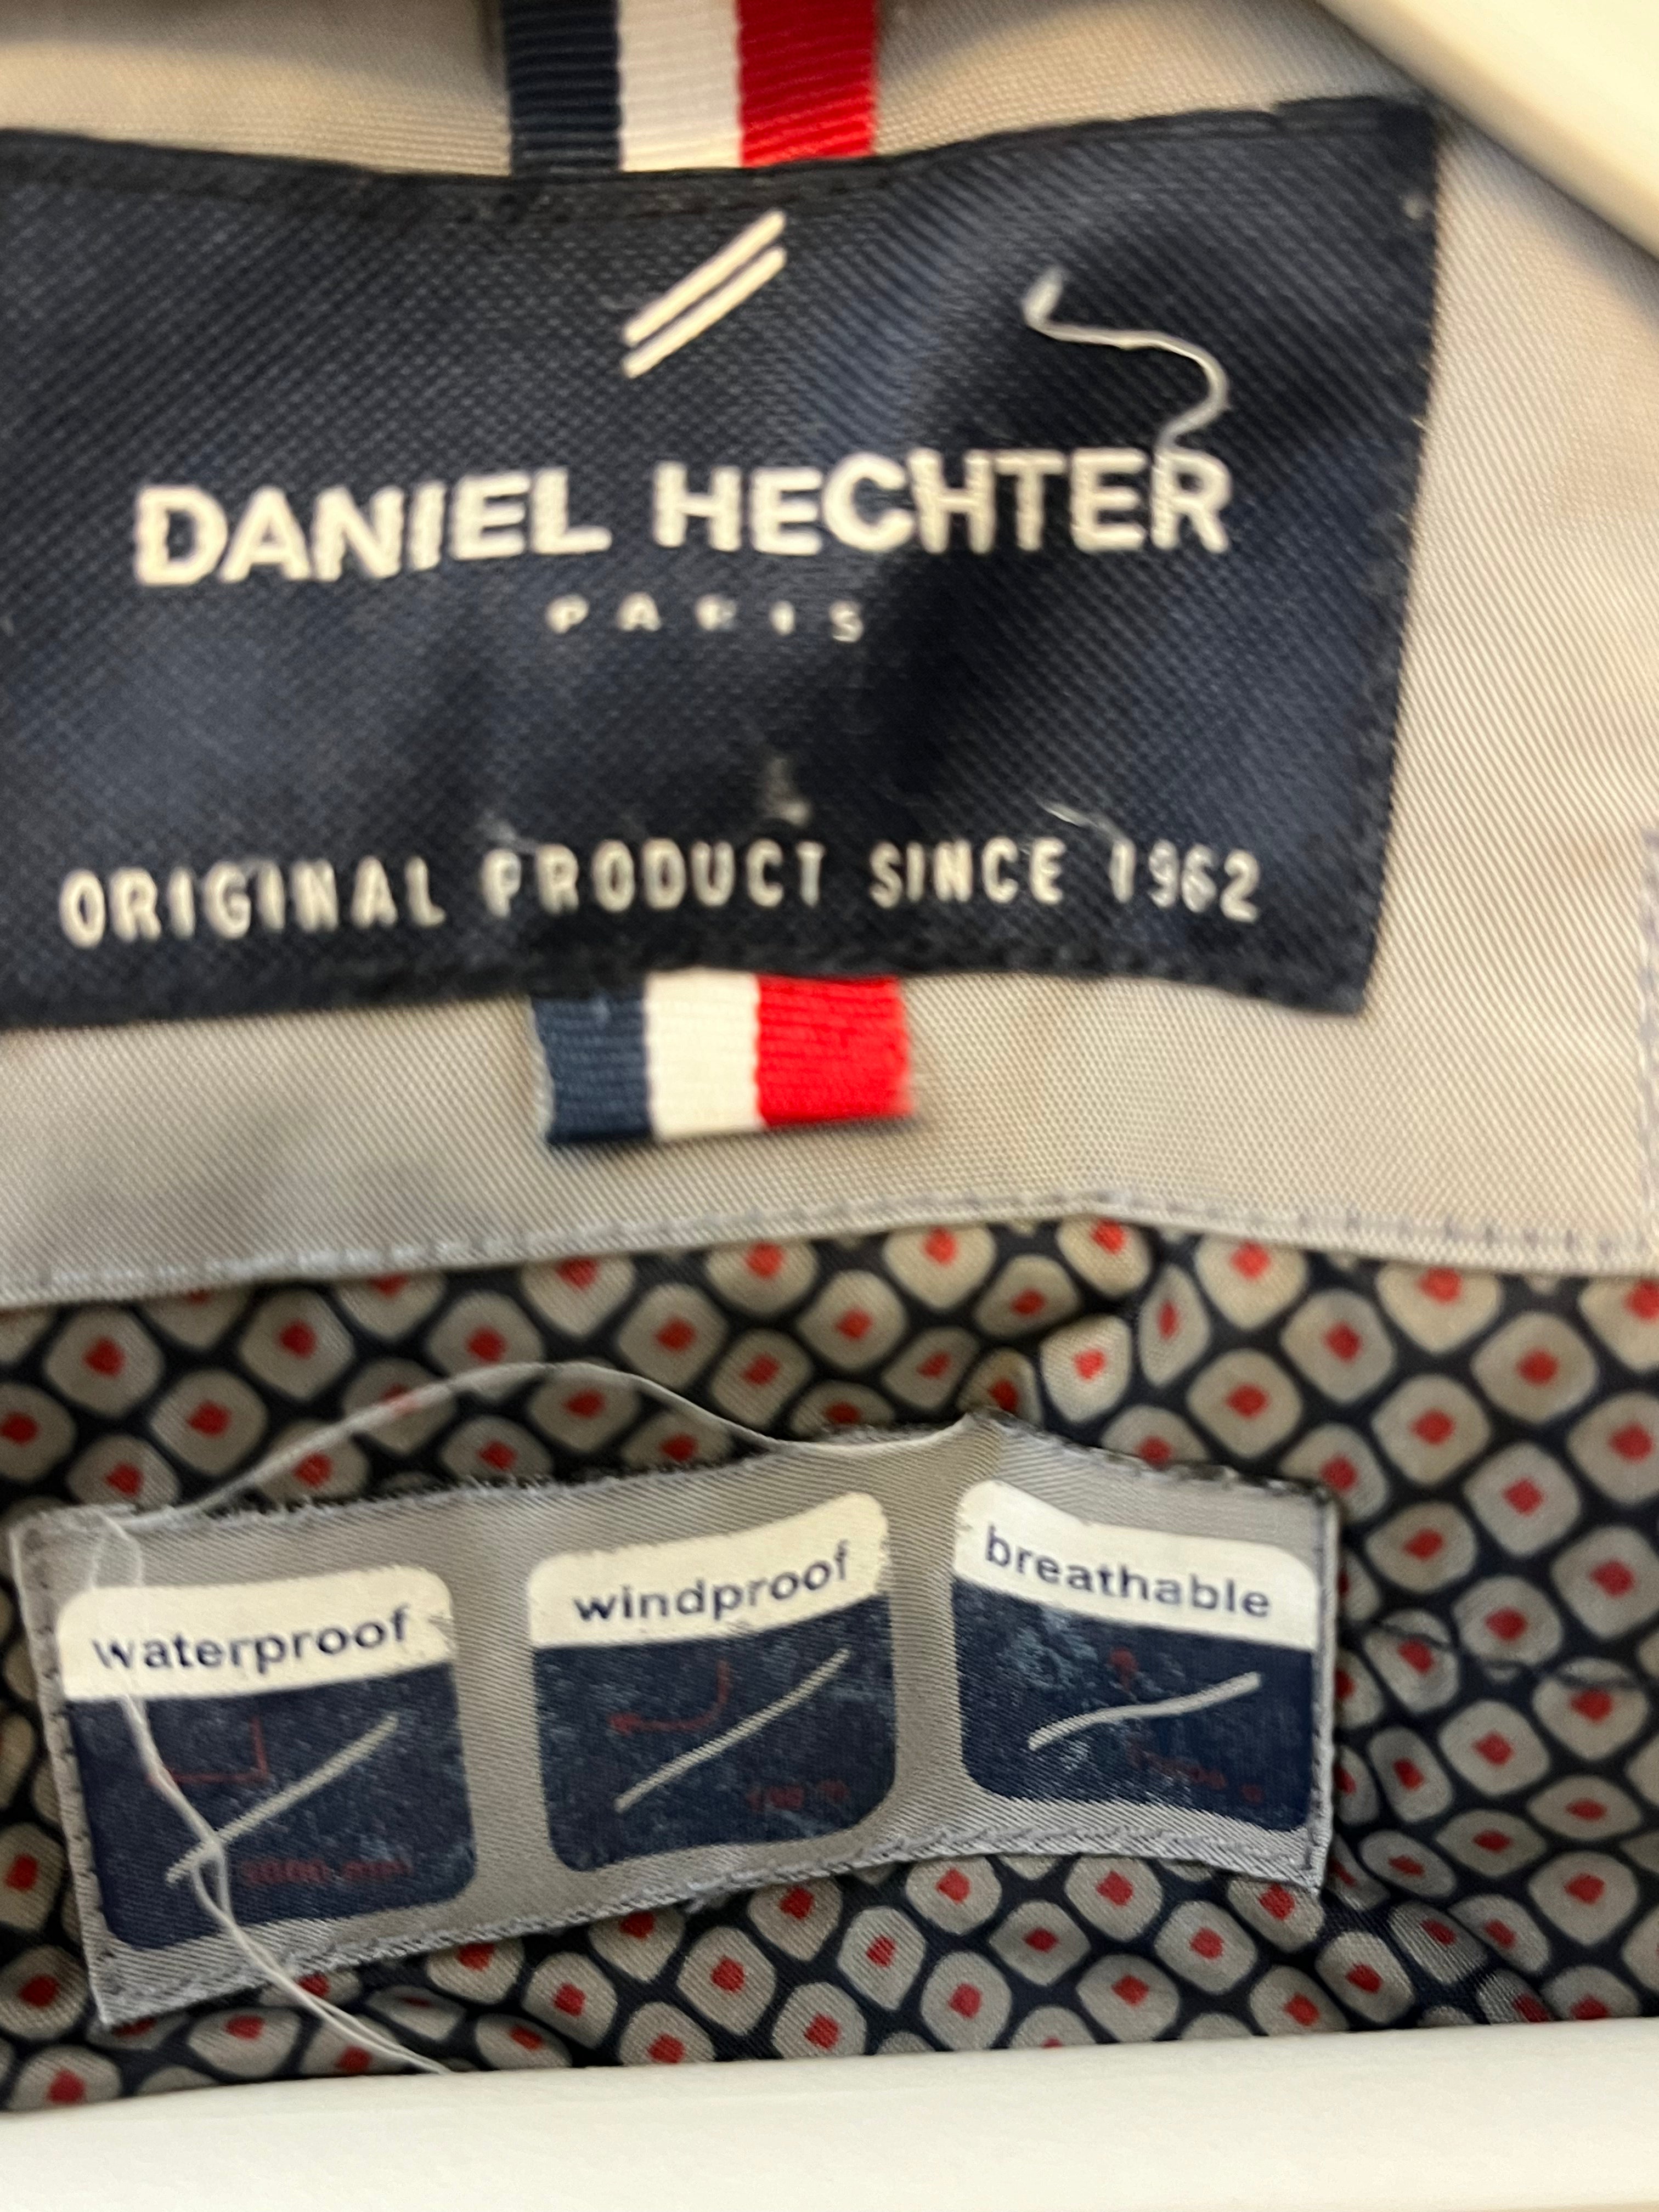 DANIEL HECHTER
PARIS
ORIGINAL PRODUCT SINCE 1962
waterproof
windproof
breathable